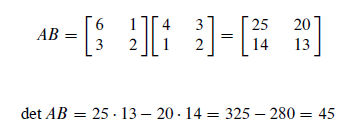 AB = [6 1 3 2] [4 3 1 2] = [25 20 14 13]
det AB = 25 · 13 − 20 · 14 = 325 − 280 = 45